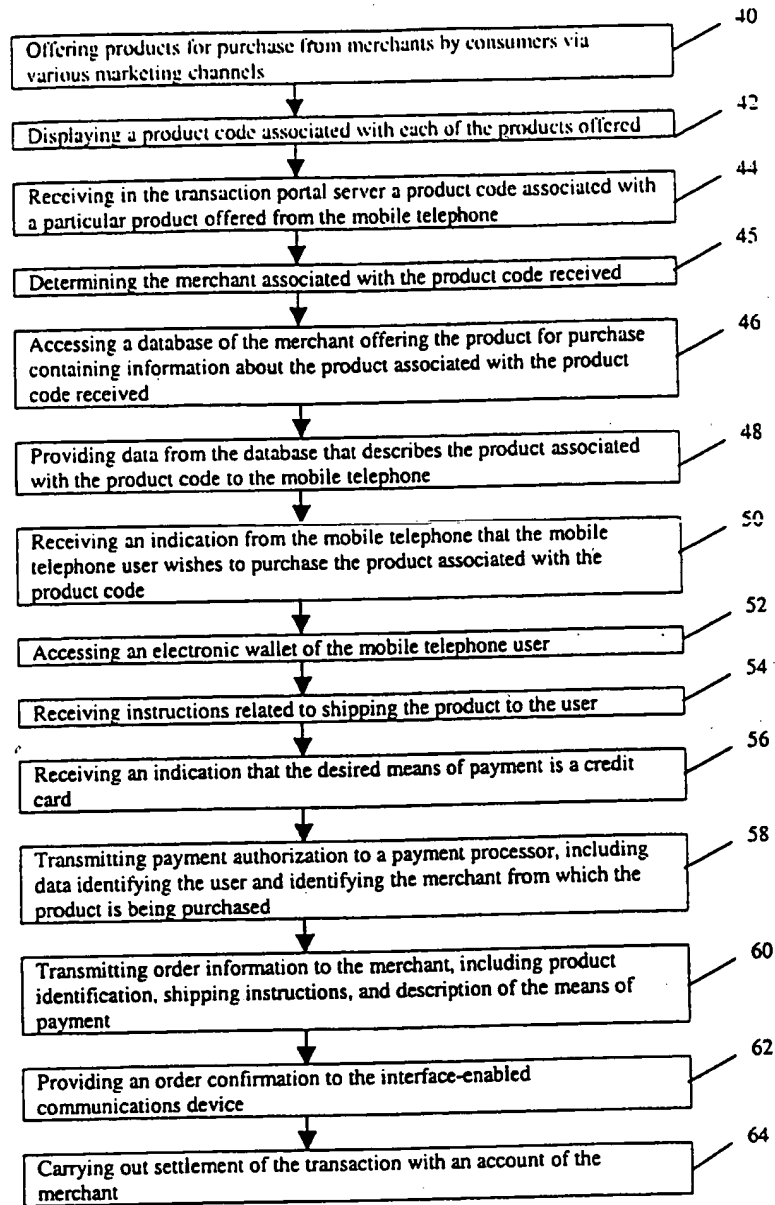 40
Offering products for purchase from merchants by consumers via
various marketing channels
42
Displaying a product code associated with each of the products offered
44
Receiving in the transaction portal server a product code associated with
a particular product offered from the mobile telephone
45
Determining the merchant associated with the product code received
46
Accessing a database of the merchant offering the product for purchase
containing information about the product associated with the product
code received
48
Providing data from the database that describes the product associated
with the product code to the mobile telephone
50
Receiving an indication from the mobile telephone that the mobile
telephone user wishes to purchase the product associated with the
product code
52
Accessing an electronic wallet of the mobile telephone user
54
Receiving instructions related to shipping the product to the user
56
Receiving an indication that the desired means of payment is a credit
card
58
Transmitting payment authorization to a payment processor, including
data identifying the user and identifying the merchant from which the
product is being purchased
60
Transmitting order information to the merchant, including product
identification, shipping instructions, and description of the means of
payment
62
Providing an order confirmation to the interface-enabled
communications device
64
Carrying out settlement of the transaction with an account of the
merchant